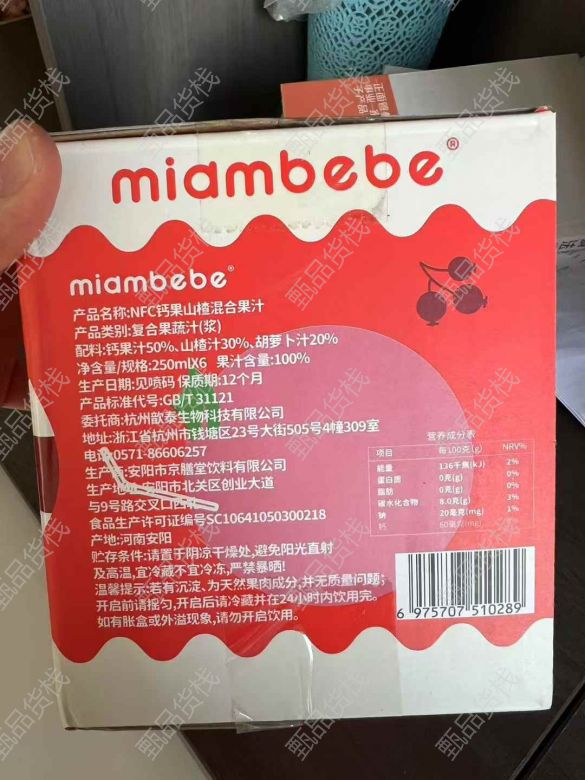 miambebe®
miambebe®
产品名称:NFC钙果山楂混合果汁
产品类别:复合果蔬汁(浆)
配料:钙果汁50%、山楂汁30%、胡萝卜汁20%
净含量/规格:250mlX6 果汁含量:100%
生产日期:见喷码 保质期:12个月
产品标准代号:GB/T31121
委托商:杭州歆泰生物科技有限公司
地址:浙江省杭州市钱塘区23号大街505号4幢309室
电 0571-86606257
生产 安阳市京膳堂饮料有限公司
生产地 安阳市北关区创业大道
与9号路交叉口西北
食品生产许可证编号SC10641050300218
产地:河南安阳
贮存条件:请置于阴凉干燥处,避免阳光直射
及高温,宜冷藏不宜冷冻,严禁暴晒!
温馨提示:若有沉淀、为天然果肉成分,并无质量问题;
开启前请捏匀,开启后请冷藏并在24小时内饮用完。
如有胀盒或外溢现象,请勿开启饮用。
营养成分表
项目 每100克(g) NRV%
能量 136千焦(kJ) 2%
蛋白质 0克(g) 0%
脂肪 0克(g) 0%
碳水化合物 8.0克(g) 3%
钠 20毫克(mg) 1%
钙 60毫克(mg)
6 975707 510289
甄品货栈